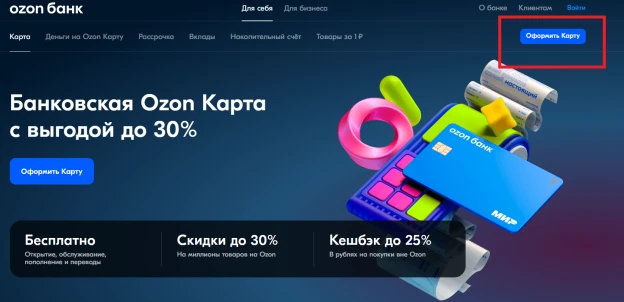 ozon банк
Для себя
Для бизнеса
О банке
Клиентам
Войти
Карта
Деньги на Ozon Карту
Рассрочка
Вклады
Накопительный счёт
Товары за 1 ₽
Оформить Карту
Банковская Ozon Карта
с выгодой до 30%
Оформить Карту
настоящий
ozon банк
МИР
Бесплатно
Открытие, обслуживание,
пополнение и переводы
Скидки до 30%
На миллионы товаров на Ozon
Кешбэк до 25%
В рублях на покупки вне Ozon